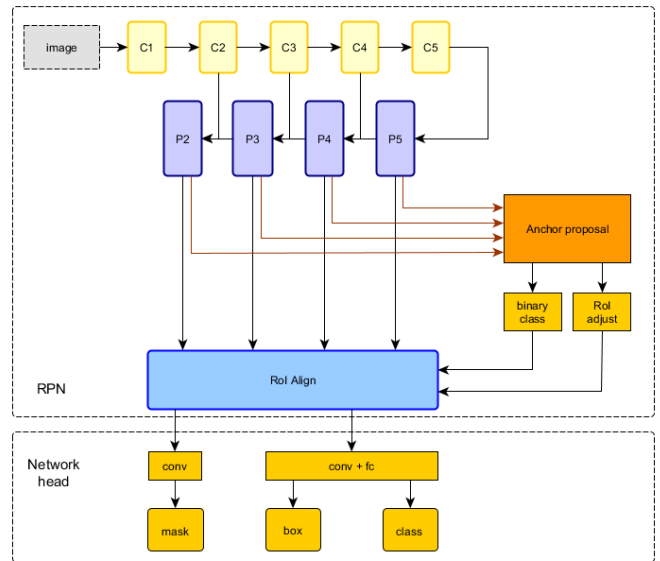 image
C1
C2
C3
C4
C5
P2
P3
P4
P5
Anchor proposal
binary
class
RoI
adjust
RoI Align
RPN
Network
head
conv
conv + fc
mask
box
class